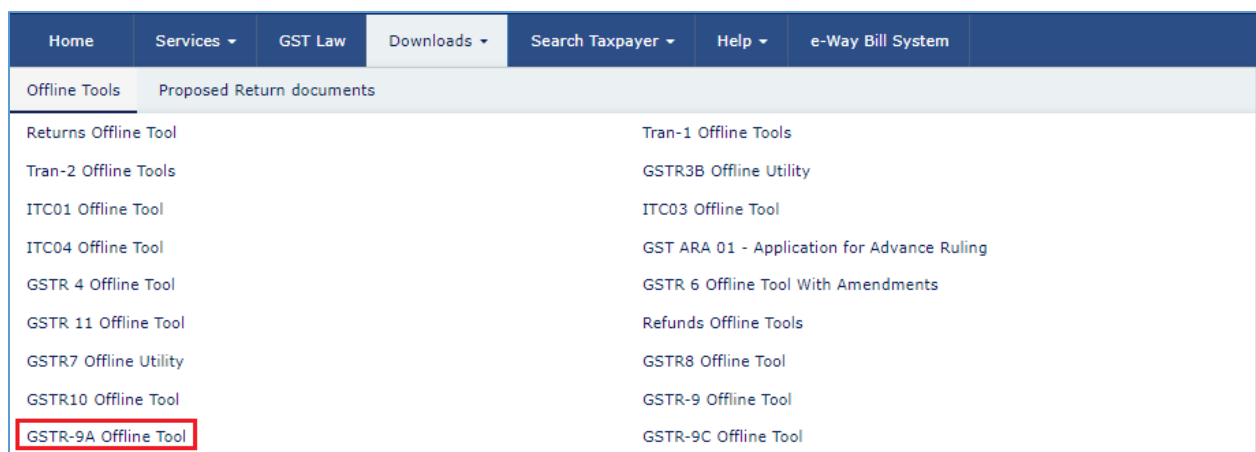 Home Services GST Law Downloads Search Taxpayer Help e-Way Bill System
Offline Tools Proposed Return documents
Returns Offline Tool Tran-1 Offline Tools
Tran-2 Offline Tools GSTR3B Offline Utility
ITC01 Offline Tool ITC03 Offline Tool
ITC04 Offline Tool GST ARA 01 - Application for Advance Ruling
GSTR 4 Offline Tool GSTR 6 Offline Tool With Amendments
GSTR 11 Offline Tool Refunds Offline Tools
GSTR7 Offline Utility GSTR8 Offline Tool
GSTR10 Offline Tool GSTR-9 Offline Tool
GSTR-9A Offline Tool GSTR-9C Offline Tool